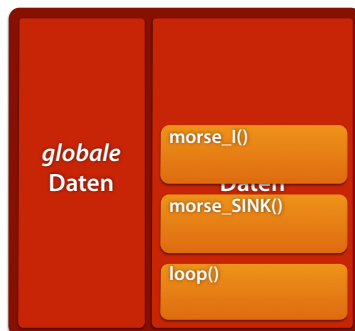 globale
Daten
morse_I()
Daten
morse_SINK()
loop()